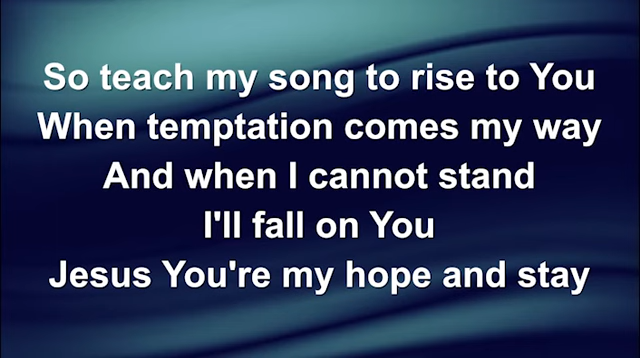 So teach my song to rise to You
When temptation comes my way
And when I cannot stand
I'll fall on You
Jesus You're my hope and stay